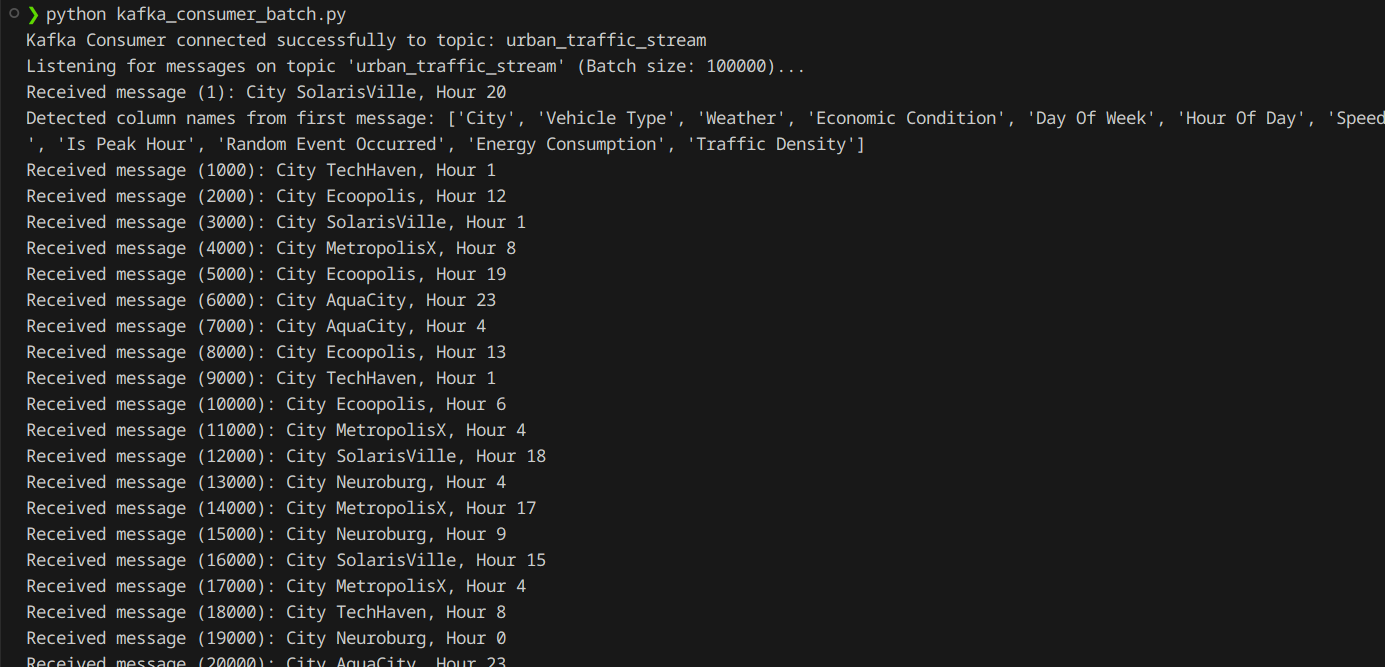 ❯ python kafka_consumer_batch.py
Kafka Consumer connected successfully to topic: urban_traffic_stream
Listening for messages on topic 'urban_traffic_stream' (Batch size: 100000)...
Received message (1): City SolarisVille, Hour 20
Detected column names from first message: ['City', 'Vehicle Type', 'Weather', 'Economic Condition', 'Day Of Week', 'Hour Of Day', 'Speed
', 'Is Peak Hour', 'Random Event Occurred', 'Energy Consumption', 'Traffic Density']
Received message (1000): City TechHaven, Hour 1
Received message (2000): City Ecoopolis, Hour 12
Received message (3000): City SolarisVille, Hour 1
Received message (4000): City MetropolisX, Hour 8
Received message (5000): City Ecoopolis, Hour 19
Received message (6000): City AquaCity, Hour 23
Received message (7000): City AquaCity, Hour 4
Received message (8000): City Ecoopolis, Hour 13
Received message (9000): City TechHaven, Hour 1
Received message (10000): City Ecoopolis, Hour 6
Received message (11000): City MetropolisX, Hour 4
Received message (12000): City SolarisVille, Hour 18
Received message (13000): City Neuroburg, Hour 4
Received message (14000): City MetropolisX, Hour 17
Received message (15000): City Neuroburg, Hour 9
Received message (16000): City SolarisVille, Hour 15
Received message (17000): City MetropolisX, Hour 4
Received message (18000): City TechHaven, Hour 8
Received message (19000): City Neuroburg, Hour 0
Received message (20000): City AquaCity, Hour 23